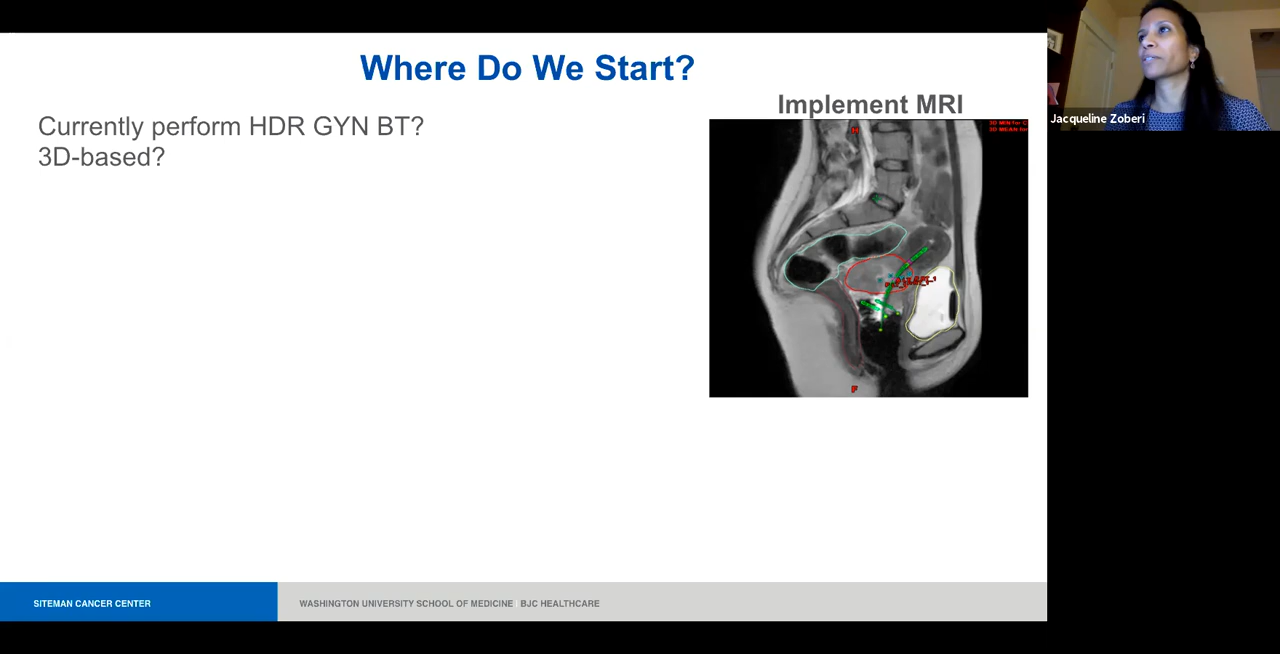 Where Do We Start?
Currently perform HDR GYN BT?
3D-based?
Implement MRI
H
F
Jacqueline Zoberi
SITEMAN CANCER CENTER
WASHINGTON UNIVERSITY SCHOOL OF MEDICINE BJC HEALTHCARE